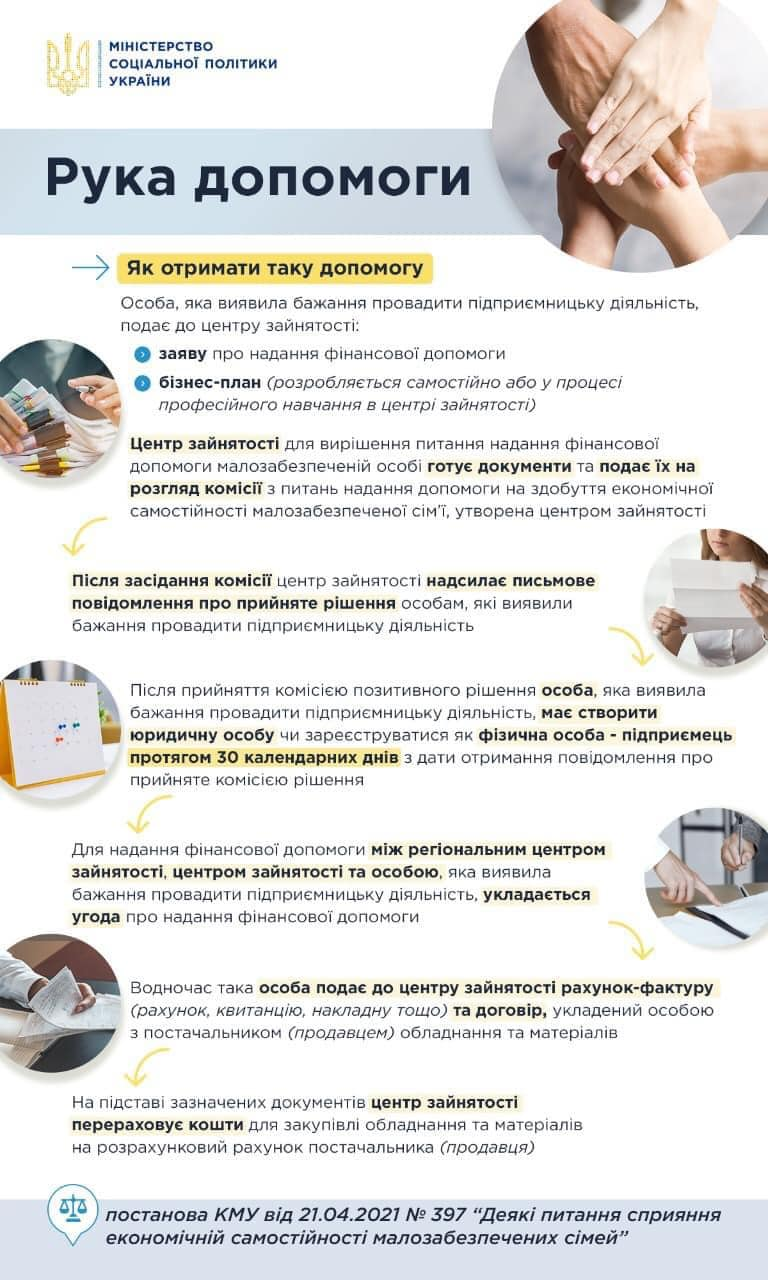 МІНІСТЕРСТВО
СОЦІАЛЬНОЇ ПОЛІТИКИ
УКРАЇНИ
Рука допомоги
Як отримати таку допомогу
Особа, яка виявила бажання провадити підприємницьку діяльність,
подає до центру зайнятості:
заяву про надання фінансової допомоги
бізнес-план (розробляється самостійно або у процесі
професійного навчання в центрі зайнятості)
Центр зайнятості для вирішення питання надання фінансової
допомоги малозабезпеченій особі готує документи та подає їх на
розгляд комісії з питань надання допомоги на здобуття економічної
самостійності малозабезпеченої сім’ї, утворена центром зайнятості
Після засідання комісії центр зайнятості надсилає письмове
повідомлення про прийняте рішення особам, які виявили
бажання провадити підприємницьку діяльність
Після прийняття комісією позитивного рішення особа, яка виявила
бажання провадити підприємницьку діяльність, має створити
юридичну особу чи зареєструватися як фізична особа - підприємець
протягом 30 календарних днів з дати отримання повідомлення про
прийняте комісією рішення
Для надання фінансової допомоги між регіональним центром
зайнятості, центром зайнятості та особою, яка виявила
бажання провадити підприємницьку діяльність, укладається
угода про надання фінансової допомоги
Водночас така особа подає до центру зайнятості рахунок-фактуру
(рахунок, квитанцію, накладну тощо) та договір, укладений особою
з постачальником (продавцем) обладнання та матеріалів
На підставі зазначених документів центр зайнятості
перераховує кошти для закупівлі обладнання та матеріалів
на розрахунковий рахунок постачальника (продавця)
постанова КМУ від 21.04.2021 № 397 “Деякі питання сприяння
економічній самостійності малозабезпечених сімей”